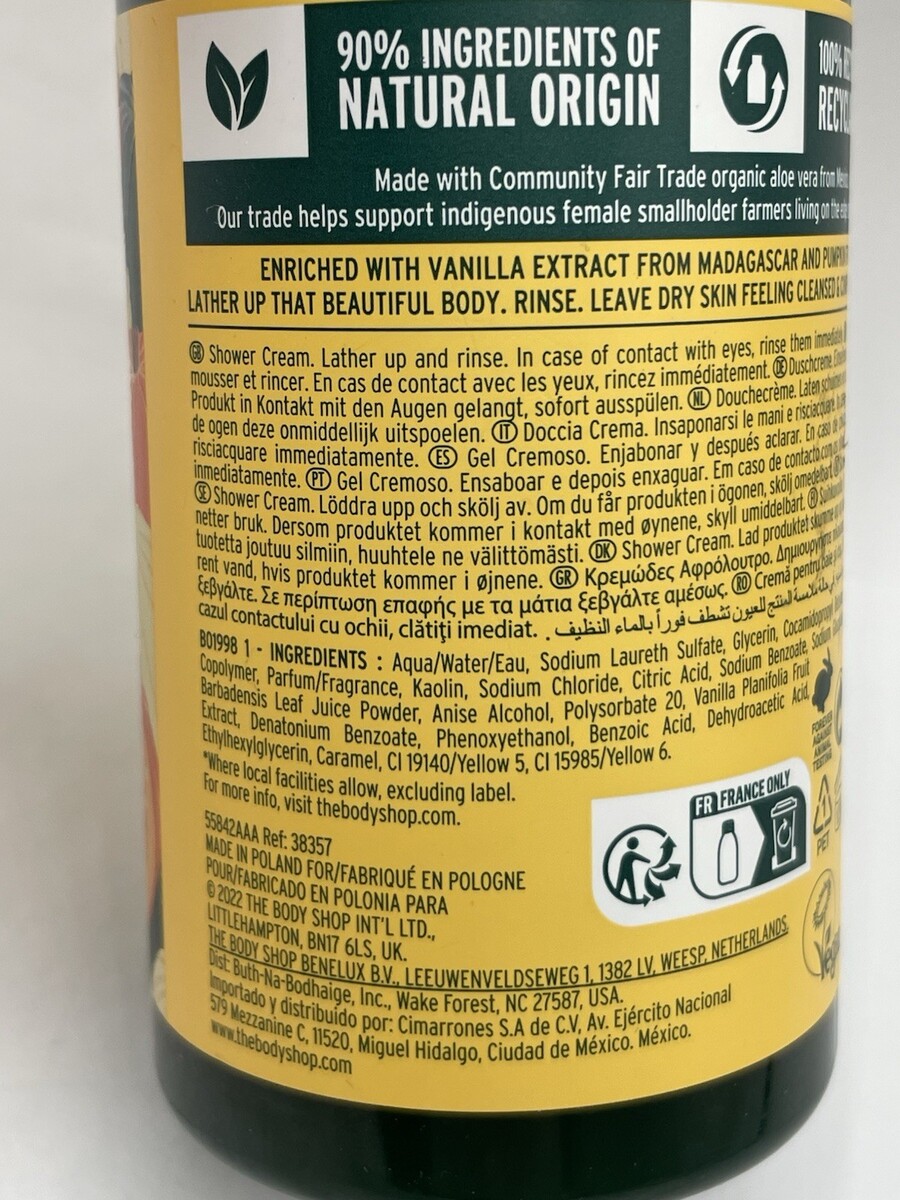 90% INGREDIENTS OF
NATURAL ORIGIN
100%
Made with Community Fair Trade organic aloe vera from
Our trade helps support indigenous female smallholder farmers living on the
ENRICHED WITH VANILLA EXTRACT FROM MADAGASCAR AND PUMPKIN
LATHER UP THAT BEAUTIFUL BODY. RINSE. LEAVE DRY SKIN FEELING CLEANSED &
GB Shower Cream. Lather up and rinse. In case of contact with eyes, rinse them immediately
mousser et rincer. En cas de contact avec les yeux, rincez immédiatement. DE Duschcreme.
Produkt in Kontakt mit den Augen gelangt, sofort ausspülen. NL Douchecrème. Laten
de ogen deze onmiddellijk uitspoelen. IT Doccia Crema. Insaponarsi le mani e risciacquare.
risciacquare immediatamente. ES Gel Cremoso. Enjabonar y después aclarar. En caso de
inmediatamente. PT Gel Cremoso. Ensaboar e depois enxaguar. Em caso de contacto
SE Shower Cream. Löddra upp och skölj av. Om du får produkten i ögonen, skölj omedelbart.
netter bruk. Dersom produktet kommer i kontakt med øynene, skyll umiddelbart.
tuotetta joutuu silmiin, huuhtele ne välittömästi. DK Shower Cream. Lad produktet
rent vand, hvis produktet kommer i øjnene. GR Κρεμώδες Αφρόλουτρο.
ξεβγάλτε. Σε περίπτωση επαφής με τα μάτια ξεβγάλτε αμέσως. RO Cremă pentru
cazul contactului cu ochii, clătiți imediat. المنتج للعيون تشطف فوراً بالماء النظيف.
B01998 1 - INGREDIENTS : Aqua/Water/Eau, Sodium Laureth Sulfate, Glycerin, Cocamidopropyl
Copolymer, Parfum/Fragrance, Kaolin, Sodium Chloride, Citric Acid, Sodium Benzoate, Sodium
Barbadensis Leaf Juice Powder, Anise Alcohol, Polysorbate 20, Vanilla Planifolia Fruit
Extract, Denatonium Benzoate, Phenoxyethanol, Benzoic Acid, Dehydroacetic Acid,
Ethylhexylglycerin, Caramel, CI 19140/Yellow 5, CI 15985/Yellow 6.
*Where local facilities allow, excluding label.
For more info, visit thebodyshop.com.
FOREVER
AGAINST
ANIMAL
TESTING
FR FRANCE ONLY
1
PET
55842AAA Ref: 38357
MADE IN POLAND FOR/FABRIQUÉ EN POLOGNE
POUR/FABRICADO EN POLONIA PARA
© 2022 THE BODY SHOP INT'L LTD.,
LITTLEHAMPTON, BN17 6LS, UK.
THE BODY SHOP BENELUX B.V., LEEUWENVELDSEWEG 1, 1382 LV, WEESP, NETHERLANDS.
Dist: Buth-Na-Bodhaige, Inc., Wake Forest, NC 27587, USA.
Importado y distribuido por: Cimarrones S.A de C.V, Av. Ejército Nacional
579 Mezzanine C, 11520, Miguel Hidalgo, Ciudad de México. México.
www.thebodyshop.com